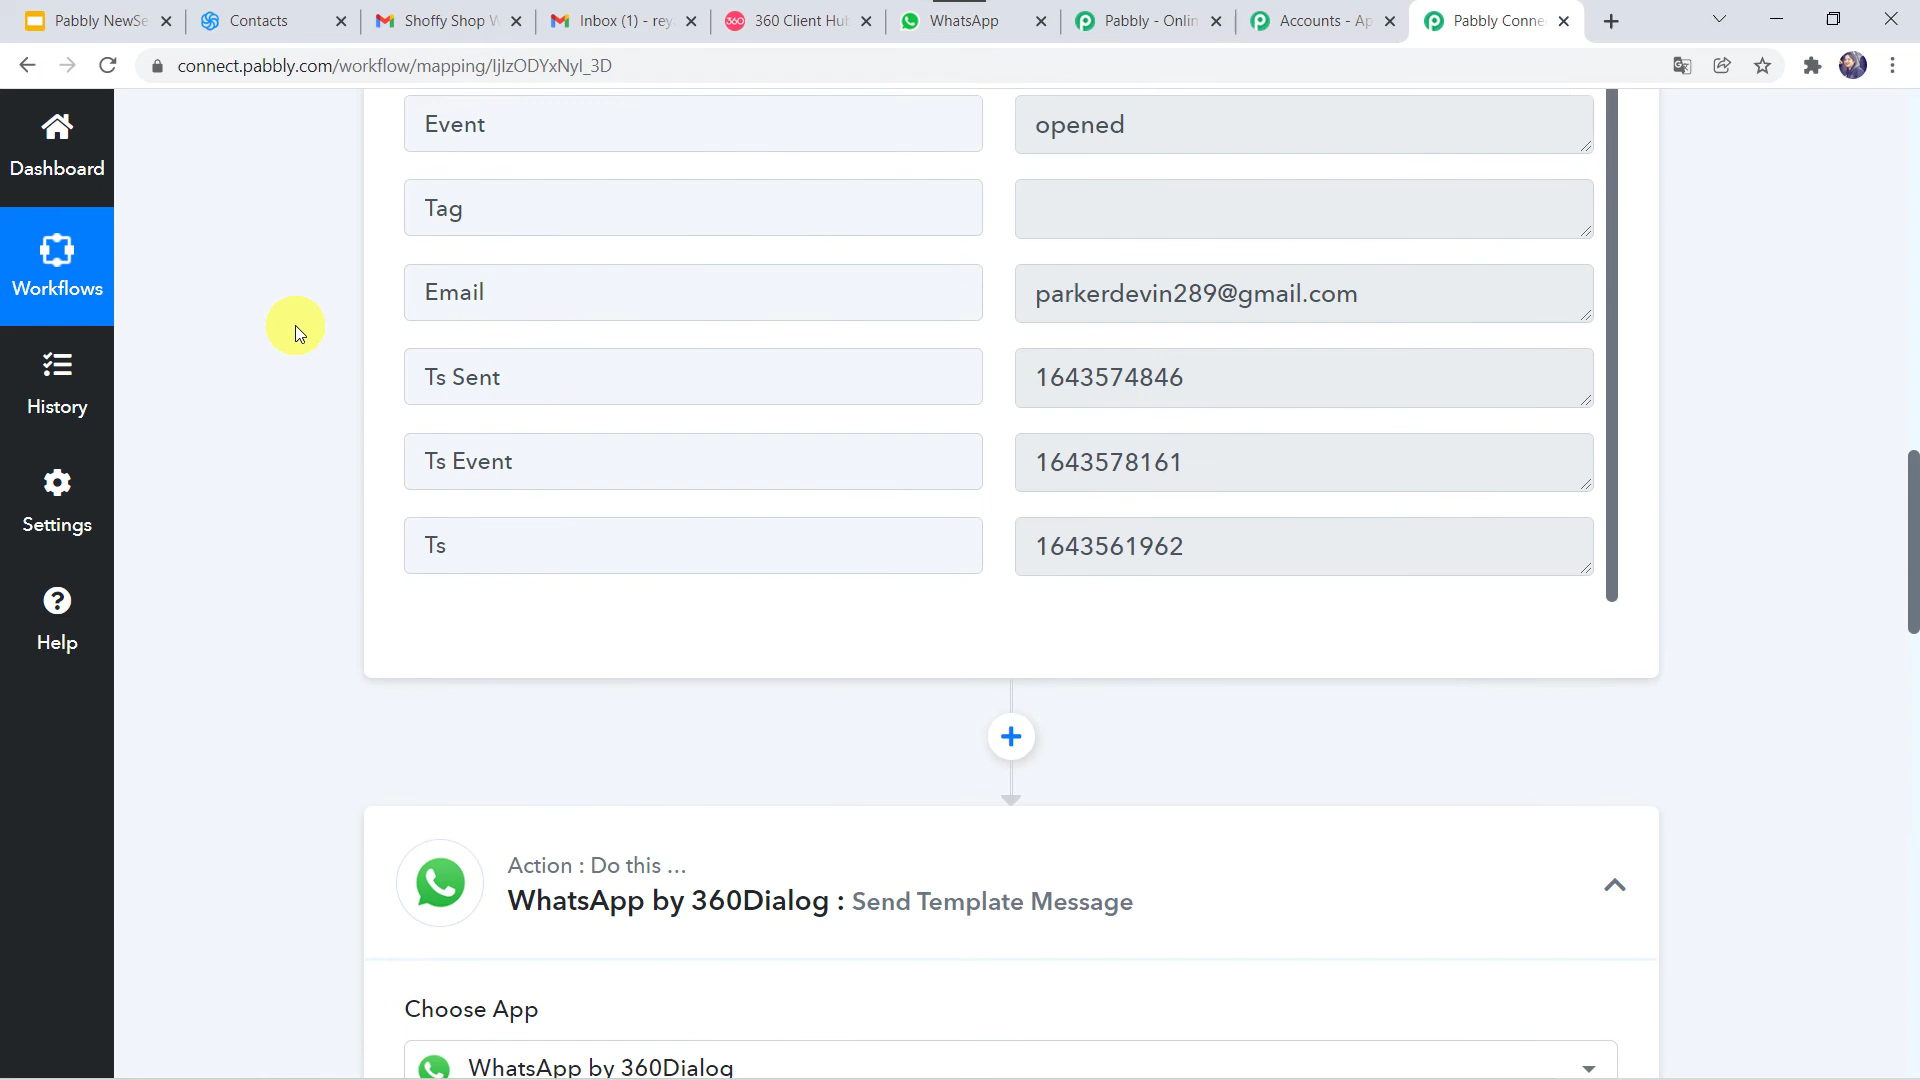 Pabbly NewSe
Contacts
Shoffy Shop W
Inbox (1) - rey
360 Client Hu
WhatsApp
Pabbly - Onlin
Accounts - Ap
Pabbly Conne
connect.pabbly.com/workflow/mapping/IjIzODYxNyI_3D
Dashboard
Workflows
History
Settings
Help
Event
opened
Tag
Email
parkerdevin289@gmail.com
Ts Sent
1643574846
Ts Event
1643578161
Ts
1643561962
Action : Do this ...
WhatsApp by 360Dialog : Send Template Message
Choose App
WhatsApp by 360Dialog